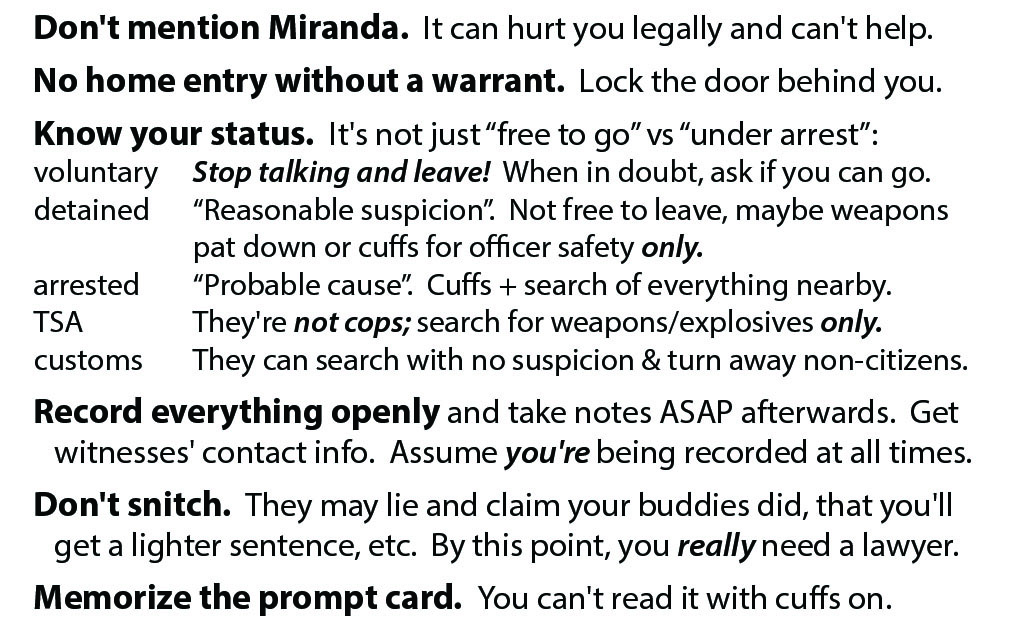 Don't mention Miranda. It can hurt you legally and can't help.
No home entry without a warrant. Lock the door behind you.
Know your status. It's not just “free to go” vs “under arrest”:
voluntary Stop talking and leave! When in doubt, ask if you can go.
detained “Reasonable suspicion”. Not free to leave, maybe weapons
pat down or cuffs for officer safety only.
arrested “Probable cause”. Cuffs + search of everything nearby.
TSA They're not cops; search for weapons/explosives only.
customs They can search with no suspicion & turn away non-citizens.
Record everything openly and take notes ASAP afterwards. Get
witnesses' contact info. Assume you're being recorded at all times.
Don't snitch. They may lie and claim your buddies did, that you'll
get a lighter sentence, etc. By this point, you really need a lawyer.
Memorize the prompt card. You can't read it with cuffs on.